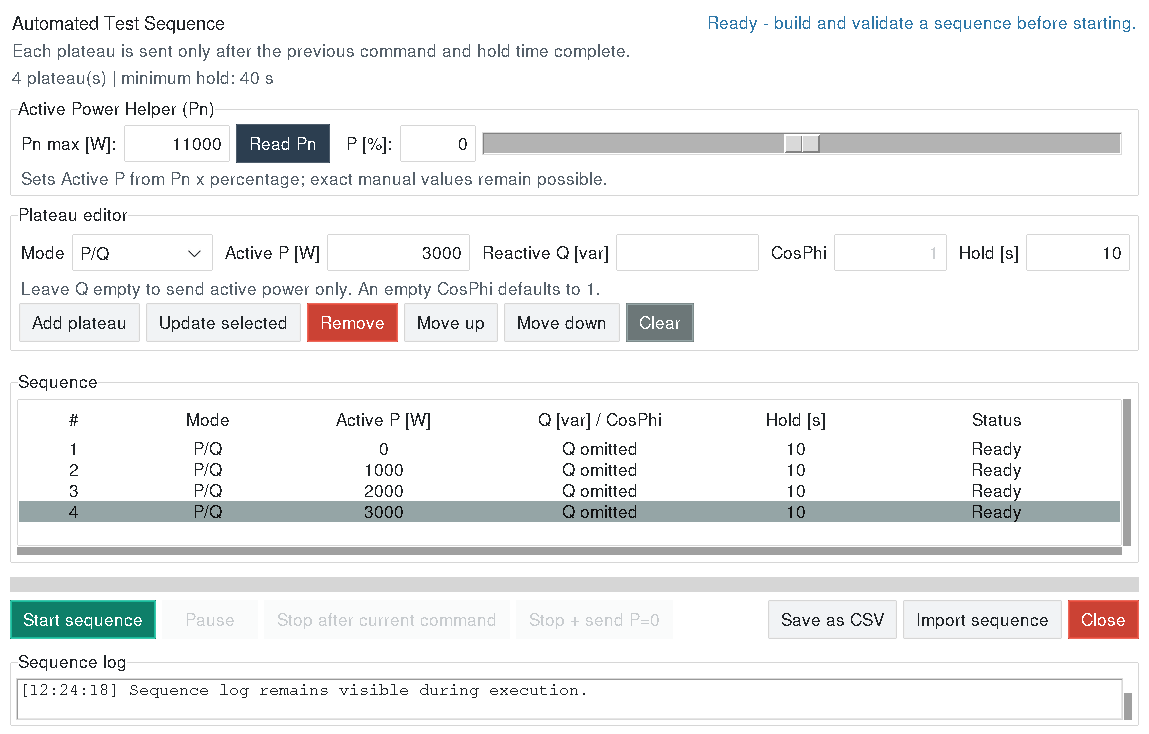 Automated Test Sequence
Ready - build and validate a sequence before starting.
Each plateau is sent only after the previous command and hold time complete.
4 plateau(s) | minimum hold: 40 s
Active Power Helper (Pn)
Pn max [W]: 11000 Read Pn P [%]: 0
Sets Active P from Pn x percentage; exact manual values remain possible.
Plateau editor
Mode P/Q Active P [W] 3000 Reactive Q [var] CosPhi 1 Hold [s] 10
Leave Q empty to send active power only. An empty CosPhi defaults to 1.
Add plateau Update selected Remove Move up Move down Clear
Sequence
# Mode Active P [W] Q [var] / CosPhi Hold [s] Status
1 P/Q 0 Q omitted 10 Ready
2 P/Q 1000 Q omitted 10 Ready
3 P/Q 2000 Q omitted 10 Ready
4 P/Q 3000 Q omitted 10 Ready
Start sequence Pause Stop after current command Stop + send P=0 Save as CSV Import sequence Close
Sequence log
[12:24:18] Sequence log remains visible during execution.